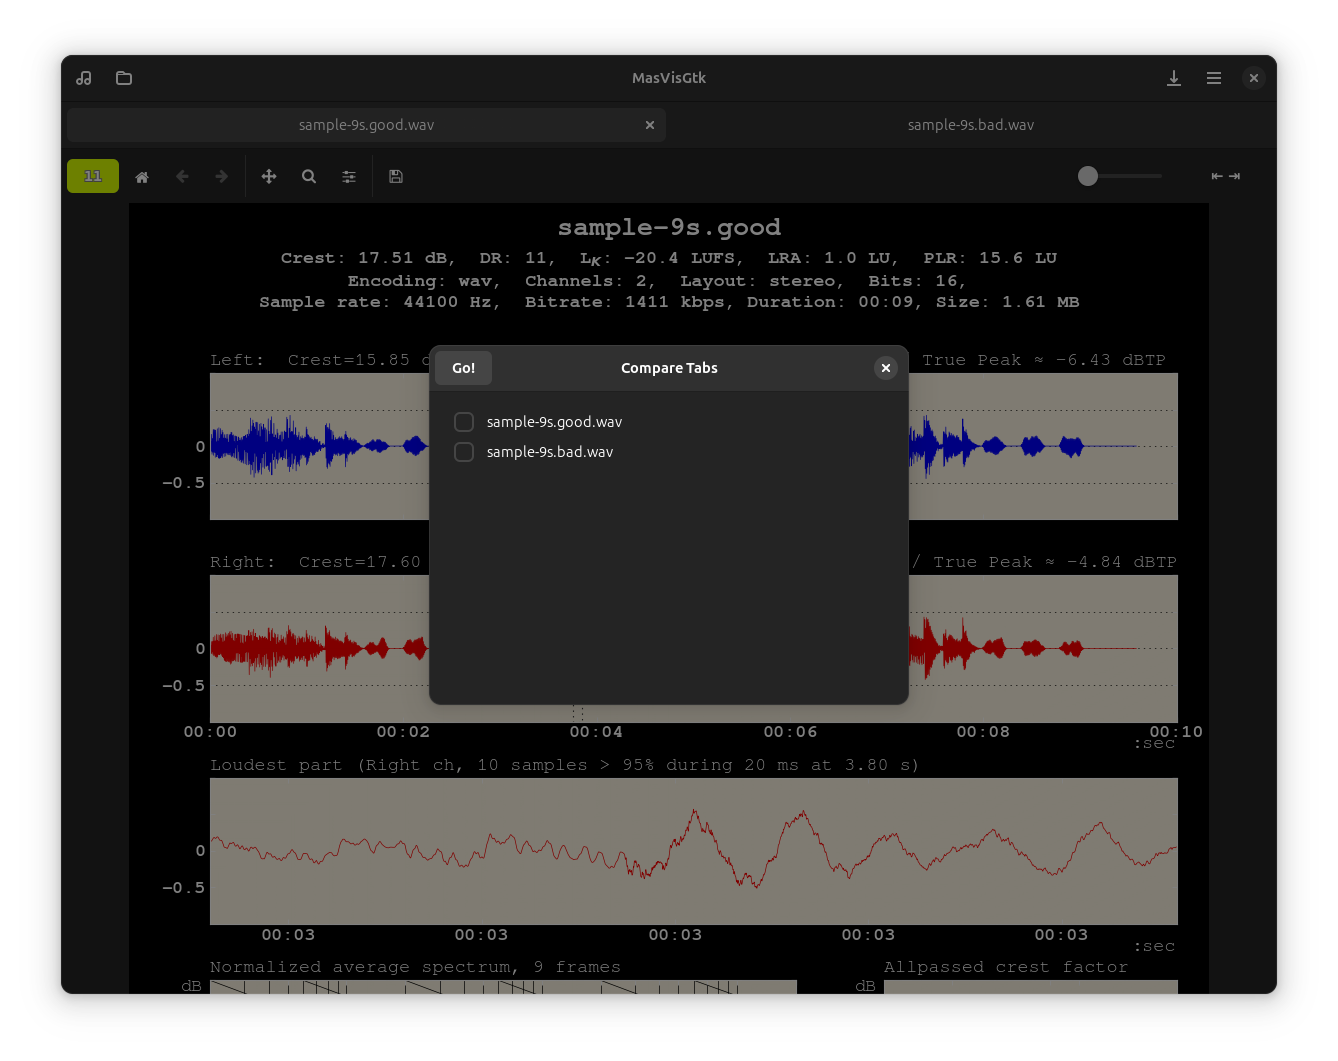 MasVisGtk
sample-9s.good.wav
sample-9s.bad.wav
11
sample-9s.good
Crest: 17.51 dB, DR: 11, LK: −20.4 LUFS, LRA: 1.0 LU, PLR: 15.6 LU
Encoding: wav, Channels: 2, Layout: stereo, Bits: 16,
Sample rate: 44100 Hz, Bitrate: 1411 kbps, Duration: 00:09, Size: 1.61 MB
Left: Crest=15.85 d
True Peak ≈ −6.43 dBTP
0
−0.5
Go!
Compare Tabs
sample-9s.good.wav
sample-9s.bad.wav
Right: Crest=17.60
/ True Peak ≈ −4.84 dBTP
0
−0.5
00:00 00:02 00:04 00:06 00:08 00:10
:sec
Loudest part (Right ch, 10 samples > 95% during 20 ms at 3.80 s)
0
−0.5
00:03 00:03 00:03 00:03 00:03
:sec
Normalized average spectrum, 9 frames
Allpassed crest factor
dB
dB